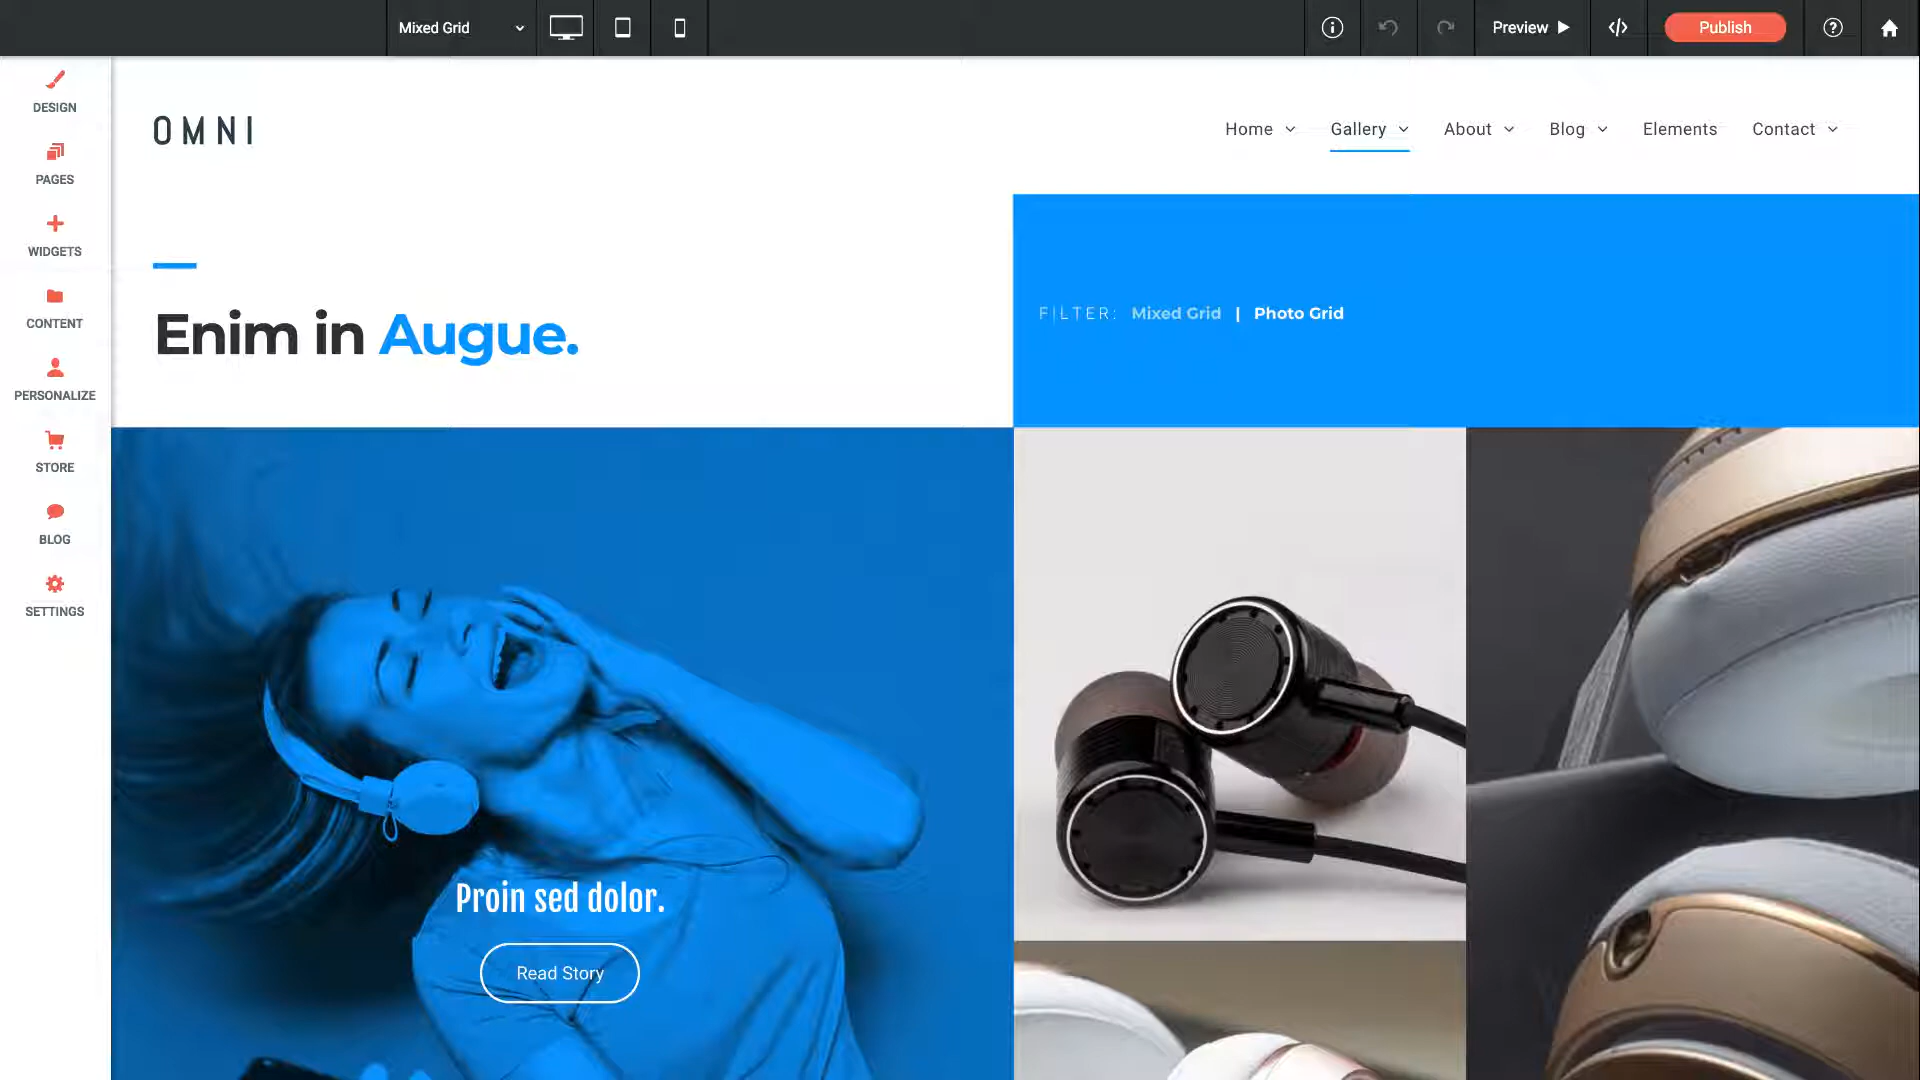 Mixed Grid
Preview
Publish
DESIGN
PAGES
WIDGETS
CONTENT
PERSONALIZE
STORE
BLOG
SETTINGS
OMNI
Home Gallery About Blog Elements Contact
Enim in Augue.
FILTER: Mixed Grid | Photo Grid
Proin sed dolor.
Read Story